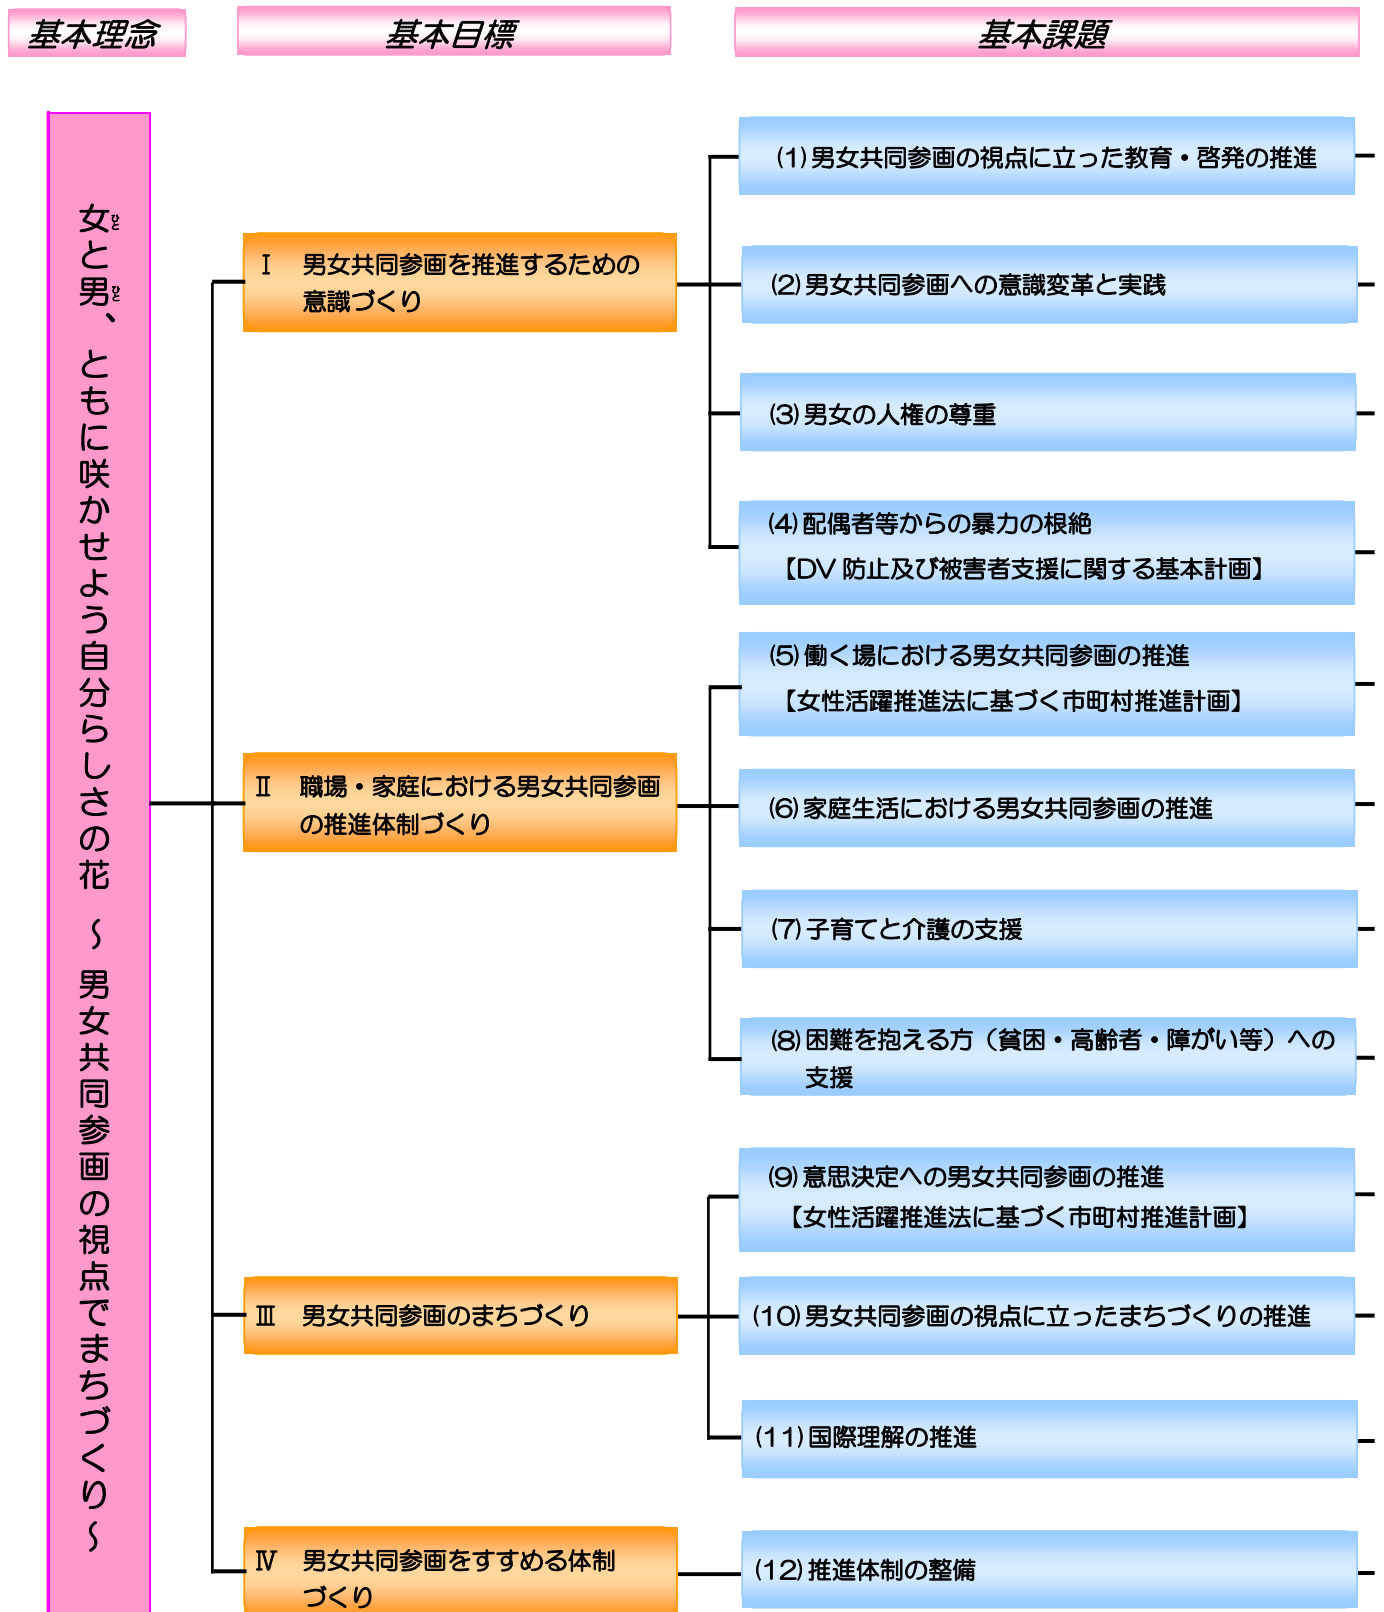 基本理念
基本目標
基本課題
女と男、ともに咲かせよう自分らしさの花 ～ 男女共同参画の視点でまちづくり～
ひと
ひと
Ⅰ 男女共同参画を推進するための
意識づくり
(1)男女共同参画の視点に立った教育・啓発の推進
(2)男女共同参画への意識変革と実践
(3)男女の人権の尊重
(4)配偶者等からの暴力の根絶
【DV 防止及び被害者支援に関する基本計画】
Ⅱ 職場・家庭における男女共同参画
の推進体制づくり
(5)働く場における男女共同参画の推進
【女性活躍推進法に基づく市町村推進計画】
(6)家庭生活における男女共同参画の推進
(7)子育てと介護の支援
(8)困難を抱える方（貧困・高齢者・障がい等）への
支援
Ⅲ 男女共同参画のまちづくり
(9)意思決定への男女共同参画の推進
【女性活躍推進法に基づく市町村推進計画】
(10)男女共同参画の視点に立ったまちづくりの推進
(11)国際理解の推進
Ⅳ 男女共同参画をすすめる体制
づくり
(12)推進体制の整備